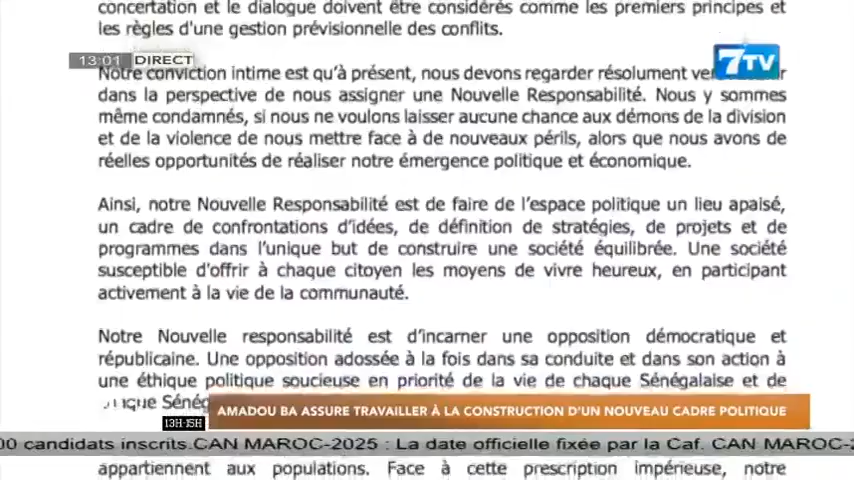 concertation et le dialogue doivent être considérés comme les premiers principes et
les règles d'une gestion prévisionnelle des conflits.
13:01 DIRECT
7TV
Notre conviction intime est qu'à présent, nous devons regarder résolument
dans la perspective de nous assigner une Nouvelle Responsabilité. Nous y sommes
même condamnés, si nous ne voulons laisser aucune chance aux démons de la division
et de la violence de nous mettre face à de nouveaux périls, alors que nous avons de
réelles opportunités de réaliser notre émergence politique et économique.
Ainsi, notre Nouvelle Responsabilité est de faire de l'espace politique un lieu apaisé,
un cadre de confrontations d'idées, de définition de stratégies, de projets et de
programmes dans l'unique but de construire une société équilibrée. Une société
susceptible d'offrir à chaque citoyen les moyens de vivre heureux, en participant
activement à la vie de la communauté.
Notre Nouvelle responsabilité est d'incarner une opposition démocratique et
républicaine. Une opposition adossée à la fois dans sa conduite et dans son action à
une éthique politique soucieuse en priorité de la vie de chaque Sénégalaise et de
AMADOU BA ASSURE TRAVAILLER À LA CONSTRUCTION D'UN NOUVEAU CADRE POLITIQUE
13H-15H
00 candidats inscrits.CAN MAROC-2025 : La date officielle fixée par la Caf. CAN MAROC-2
appartiennent aux populations. Face à cette prescription impérieuse, notre